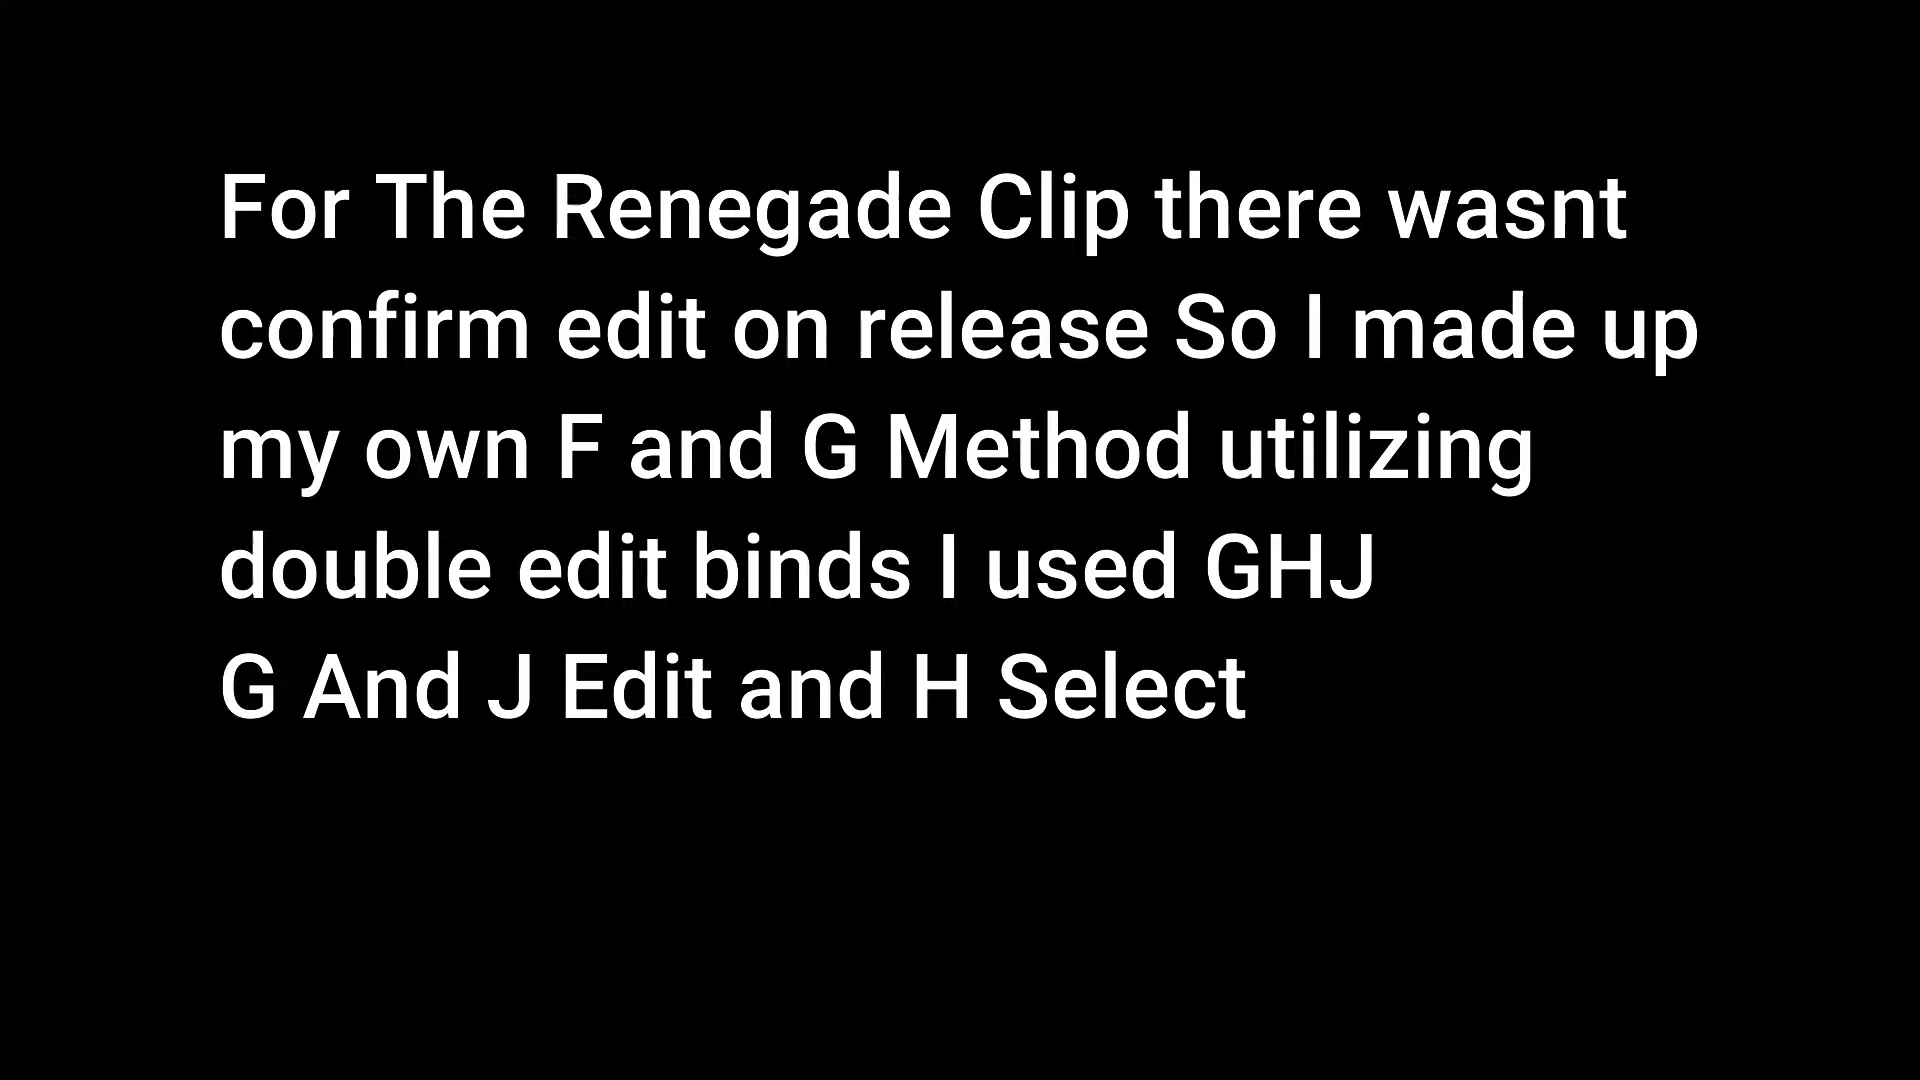 For The Renegade Clip there wasnt
confirm edit on release So I made up
my own F and G Method utilizing
double edit binds I used GHJ
G And J Edit and H Select